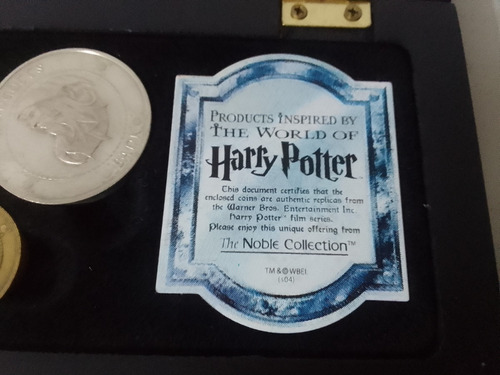 Products Inspired by
The World of
Harry Potter™
This document certifies that the
enclosed coins are authentic replicas from
the Warner Bros. Entertainment Inc.
Harry Potter™ film series.
Please enjoy this unique offering from
The Noble Collection™
TM & © WBEI.
(s04)